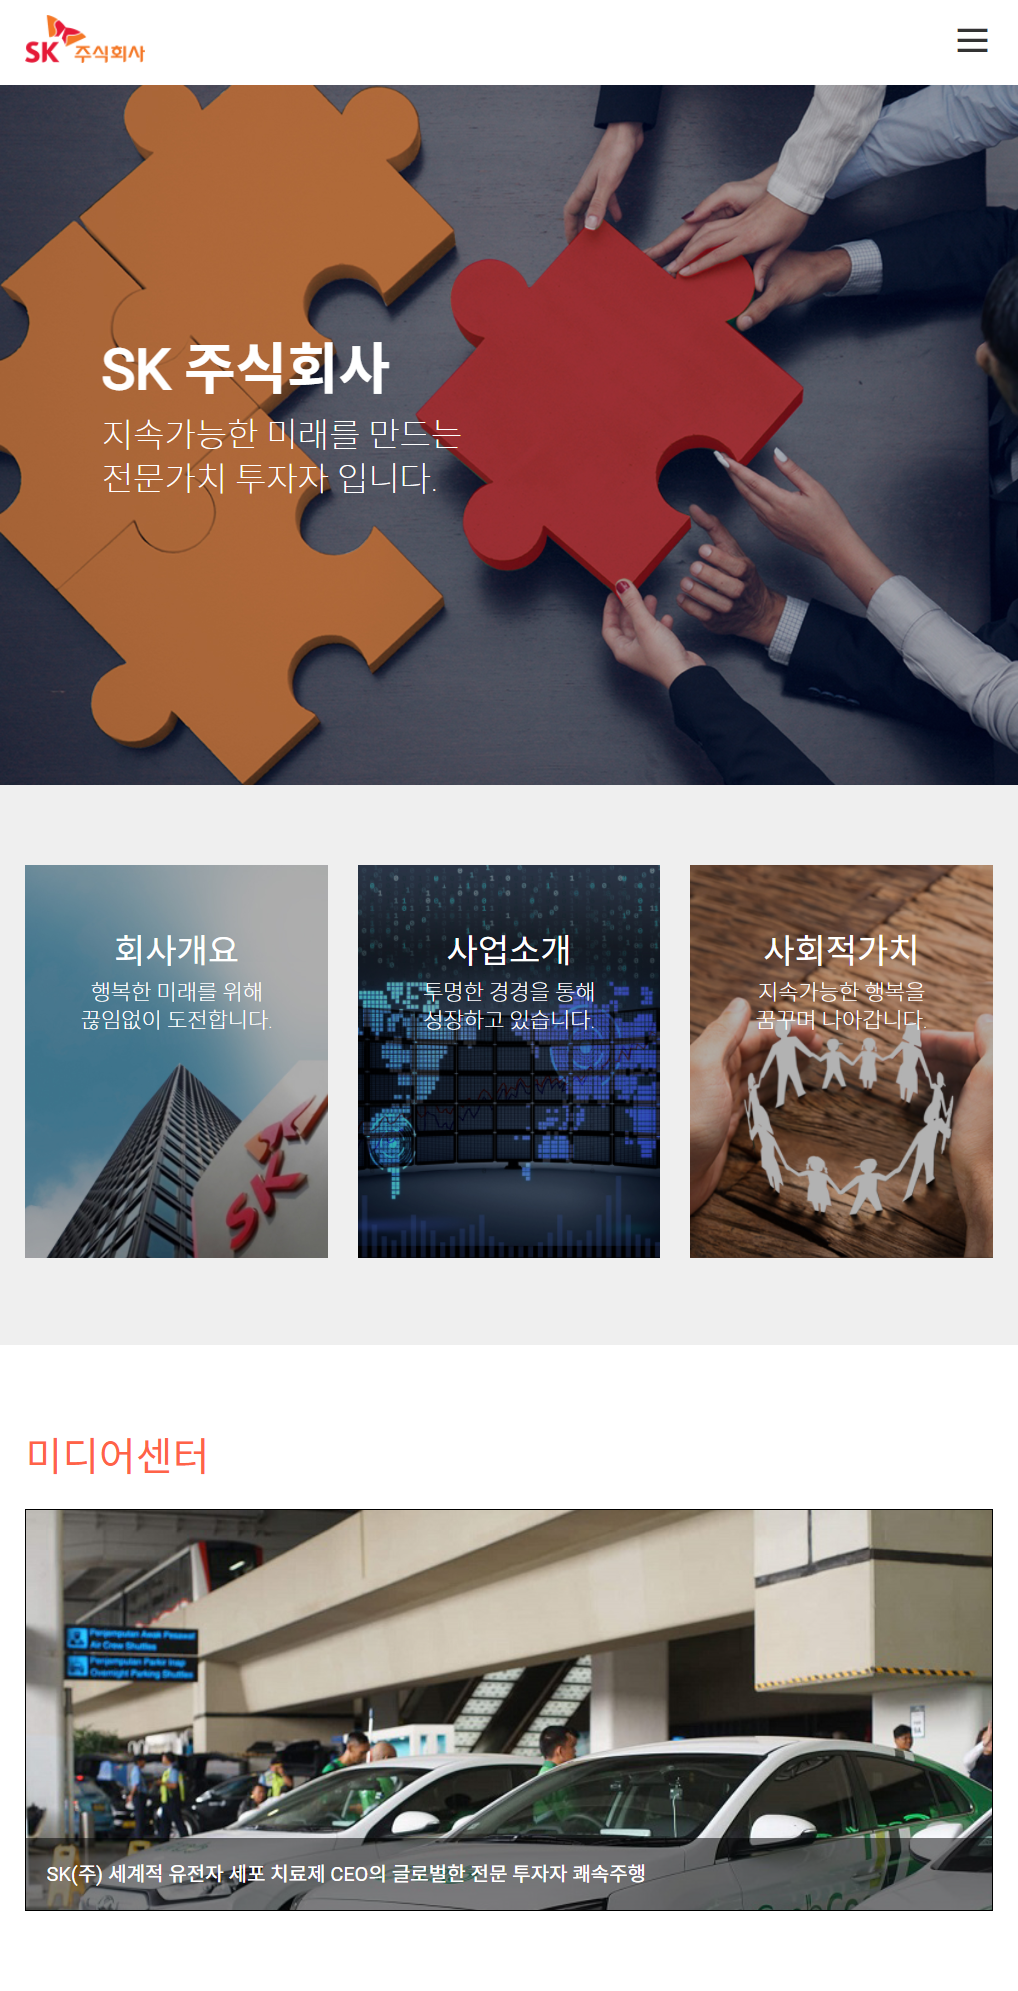 SK 주식회사
SK 주식회사
지속가능한 미래를 만드는
전문가치 투자자 입니다.
회사개요
행복한 미래를 위해
끊임없이 도전합니다.
SK
사업소개
투명한 경경을 통해
성장하고 있습니다.
사회적가치
지속가능한 행복을
꿈꾸며 나아갑니다.
미디어센터
Penjemputan Awak Pesawat
Air Crew Shuttles
Penjemputan Parkir Inap
Overnight Parking Shuttles
SK(주) 세계적 유전자 세포 치료제 CEO의 글로벌한 전문 투자자 쾌속주행